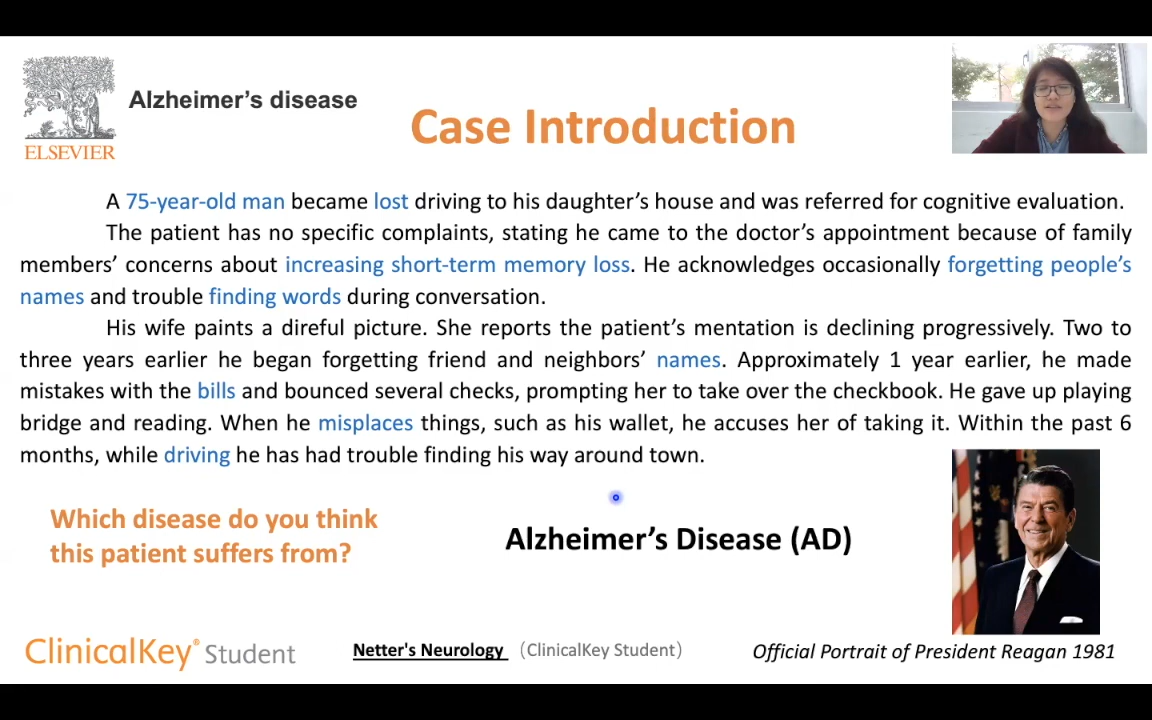 Alzheimer's disease
ELSEVIER
Case Introduction
A 75-year-old man became lost driving to his daughter's house and was referred for cognitive evaluation.
The patient has no specific complaints, stating he came to the doctor's appointment because of family
members' concerns about increasing short-term memory loss. He acknowledges occasionally forgetting people's
names and trouble finding words during conversation.
His wife paints a direful picture. She reports the patient's mentation is declining progressively. Two to
three years earlier he began forgetting friend and neighbors' names. Approximately 1 year earlier, he made
mistakes with the bills and bounced several checks, prompting her to take over the checkbook. He gave up playing
bridge and reading. When he misplaces things, such as his wallet, he accuses her of taking it. Within the past 6
months, while driving he has had trouble finding his way around town.
Which disease do you think
this patient suffers from?
Alzheimer's Disease (AD)
ClinicalKey® Student
Netter's Neurology （ClinicalKey Student）
Official Portrait of President Reagan 1981